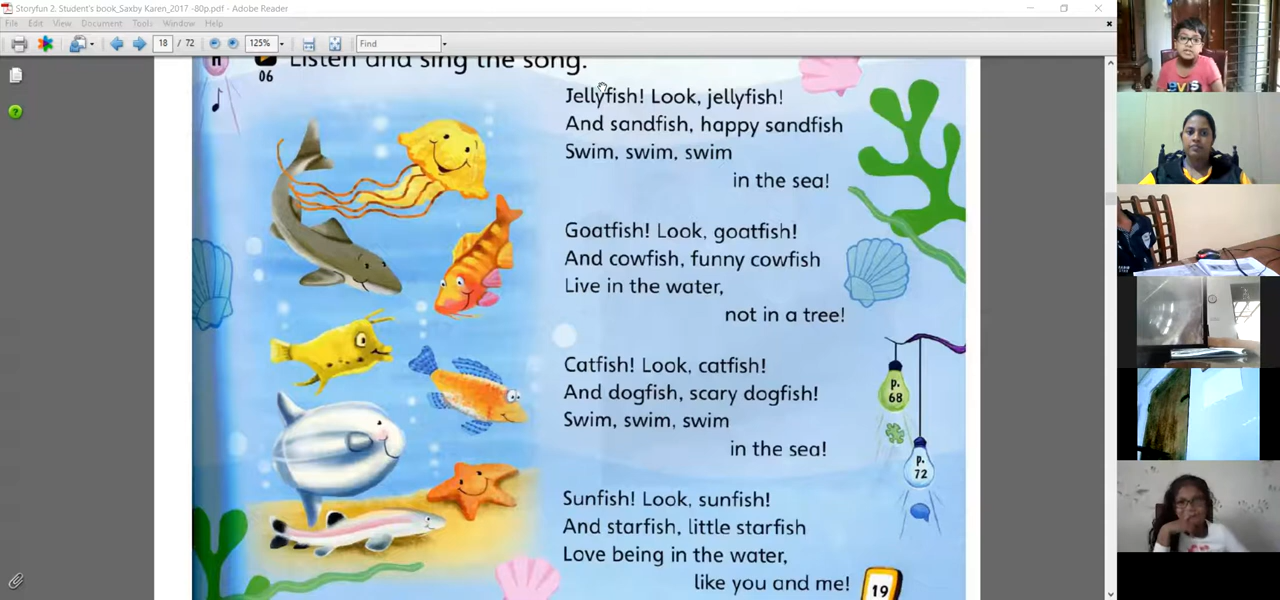 Storyfun 2. Student's book_Saxby Karen_2017 -80p.pdf - Adobe Reader
File Edit View Document Tools Window Help
18 / 72 125% Find
H 06 Listen and sing the song.
Jellyfish! Look, jellyfish!
And sandfish, happy sandfish
Swim, swim, swim
in the sea!
Goatfish! Look, goatfish!
And cowfish, funny cowfish
Live in the water,
not in a tree!
Catfish! Look, catfish!
And dogfish, scary dogfish!
Swim, swim, swim
in the sea!
Sunfish! Look, sunfish!
And starfish, little starfish
Love being in the water,
like you and me!
p.
68
p.
72
19